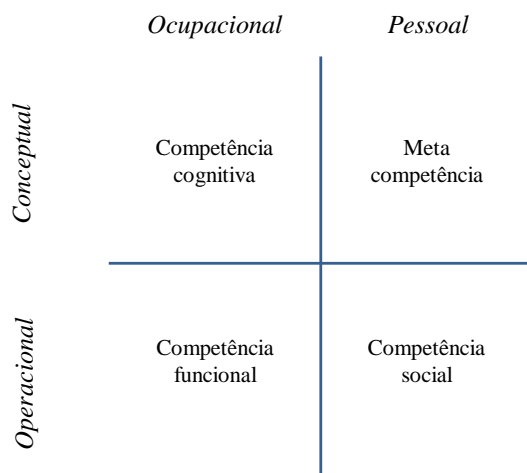 Ocupacional Pessoal
Conceptual
Competência
cognitiva
Meta
competência
Operacional
Competência
funcional
Competência
social